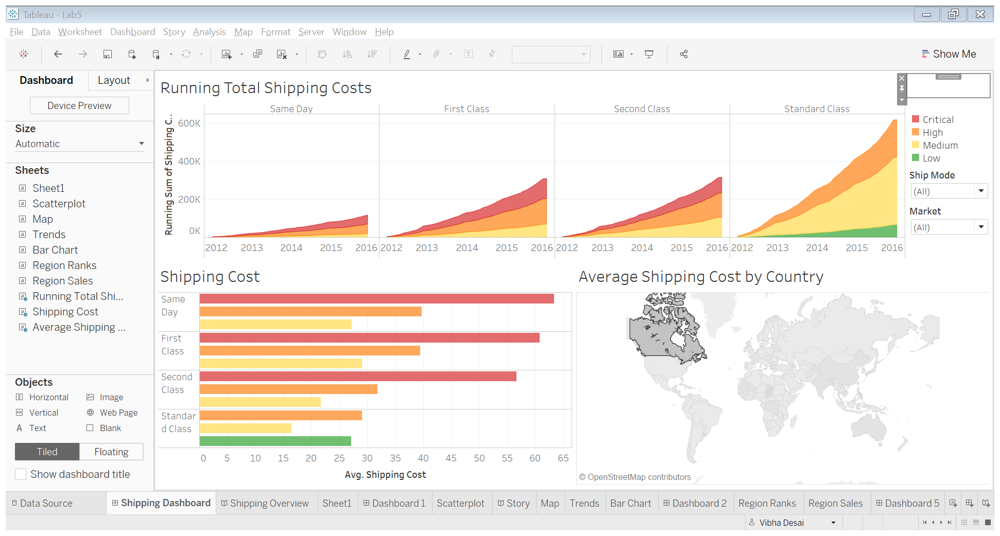 Tableau - Lab5
File Data Worksheet Dashboard Story Analysis Map Format Server Window Help
Show Me
Dashboard Layout
Device Preview
Size
Automatic
Sheets
Sheet1
Scatterplot
Map
Trends
Bar Chart
Region Ranks
Region Sales
Running Total Shi...
Shipping Cost
Average Shipping ...
Objects
Horizontal Image
Vertical Web Page
A Text Blank
Tiled Floating
Show dashboard title
Running Total Shipping Costs
Same Day First Class Second Class Standard Class
Running Sum of Shipping C..
600K
400K
200K
0K
2012 2013 2014 2015 2016 2012 2013 2014 2015 2016 2012 2013 2014 2015 2016 2012 2013 2014 2015 2016
Critical
High
Medium
Low
Ship Mode
(All)
Market
(All)
Shipping Cost
Same
Day
First
Class
Second
Class
Standar
d Class
0 5 10 15 20 25 30 35 40 45 50 55 60 65
Avg. Shipping Cost
Average Shipping Cost by Country
© OpenStreetMap contributors
Data Source Shipping Dashboard Shipping Overview Sheet1 Dashboard 1 Scatterplot Story Map Trends Bar Chart Dashboard 2 Region Ranks Region Sales Dashboard 5
Vibha Desai